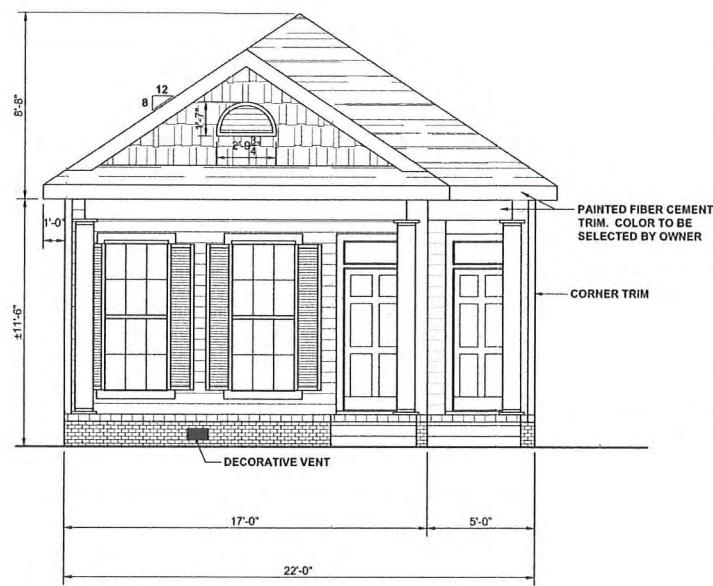 8'-8"
12
8
1'-7"
2'-9 3/4
1'-0"
PAINTED FIBER CEMENT
TRIM. COLOR TO BE
SELECTED BY OWNER
CORNER TRIM
±11'-6"
DECORATIVE VENT
17'-0"
5'-0"
22'-0"